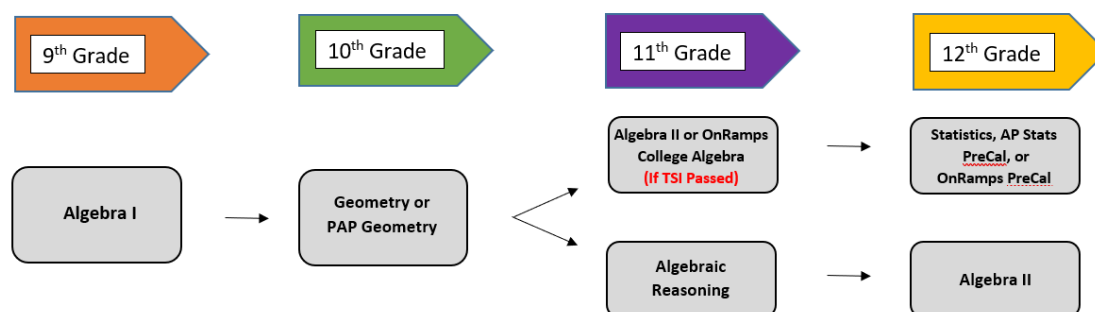 9th Grade
10th Grade
11th Grade
12th Grade
Algebra I
Geometry or
PAP Geometry
Algebra II or OnRamps
College Algebra
(If TSI Passed)
Statistics, AP Stats
PreCal, or
OnRamps PreCal
Algebraic
Reasoning
Algebra II